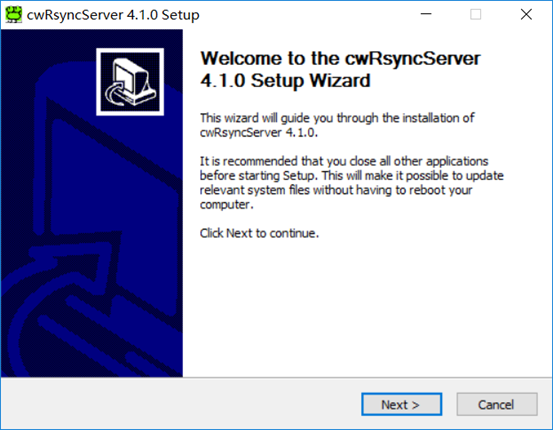 cwRsyncServer 4.1.0 Setup
Welcome to the cwRsyncServer
4.1.0 Setup Wizard
This wizard will guide you through the installation of
cwRsyncServer 4.1.0.
It is recommended that you close all other applications
before starting Setup. This will make it possible to update
relevant system files without having to reboot your
computer.
Click Next to continue.
Next >
Cancel